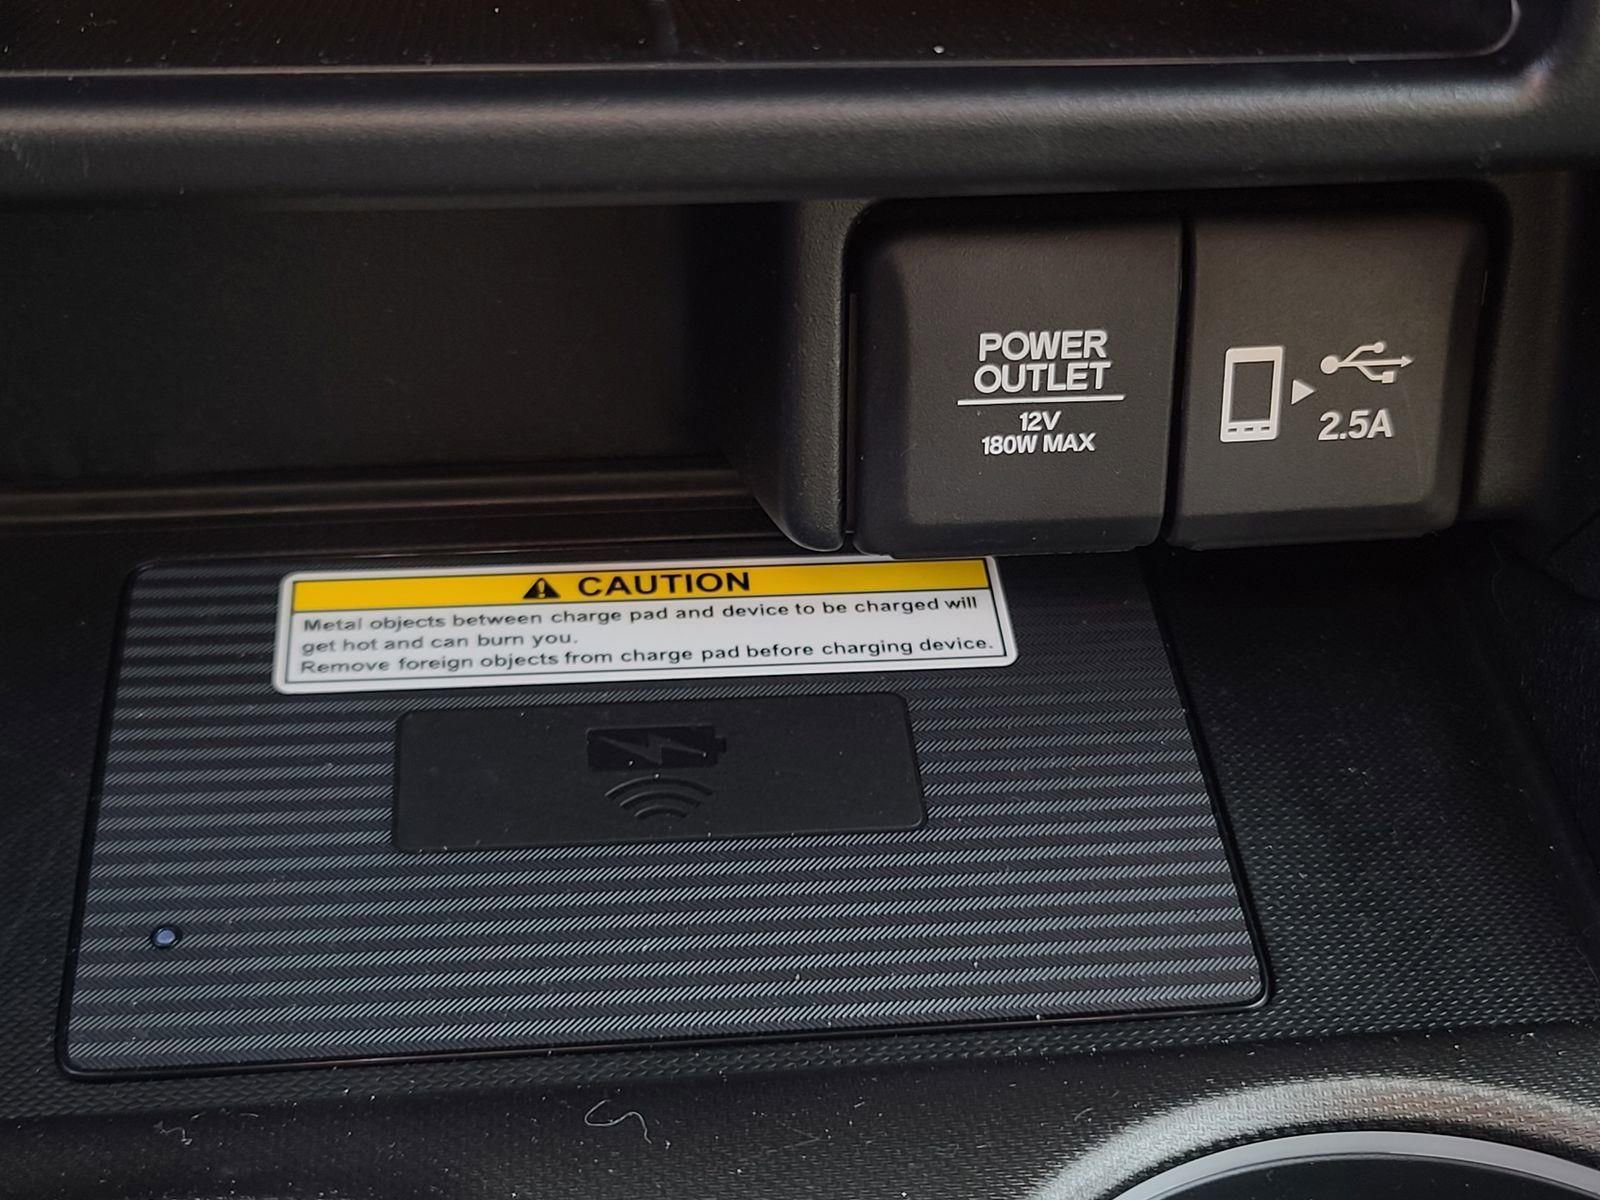 POWER
OUTLET
12V
180W MAX
2.5A
CAUTION
Metal objects between charge pad and device to be charged will
get hot and can burn you.
Remove foreign objects from charge pad before charging device.